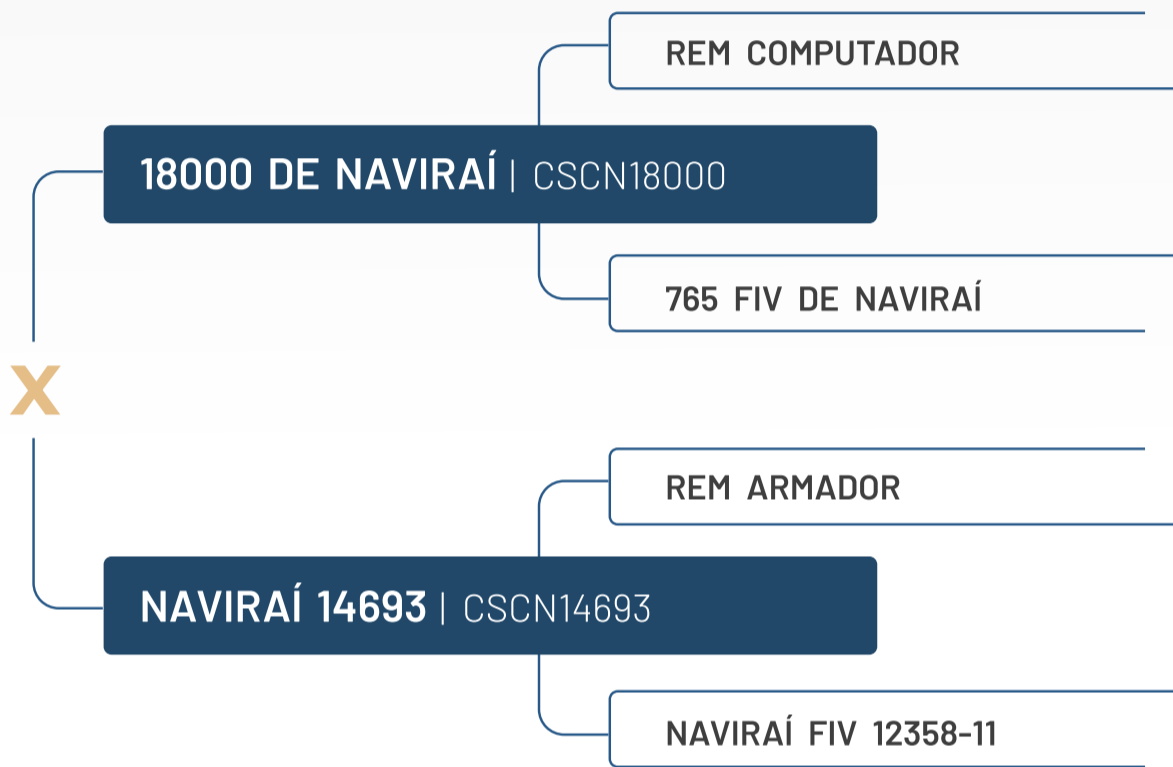 REM COMPUTADOR
18000 DE NAVIRAÍ | CSCN18000
765 FIV DE NAVIRAÍ
X
REM ARMADOR
NAVIRAÍ 14693 | CSCN14693
NAVIRAÍ FIV 12358-11